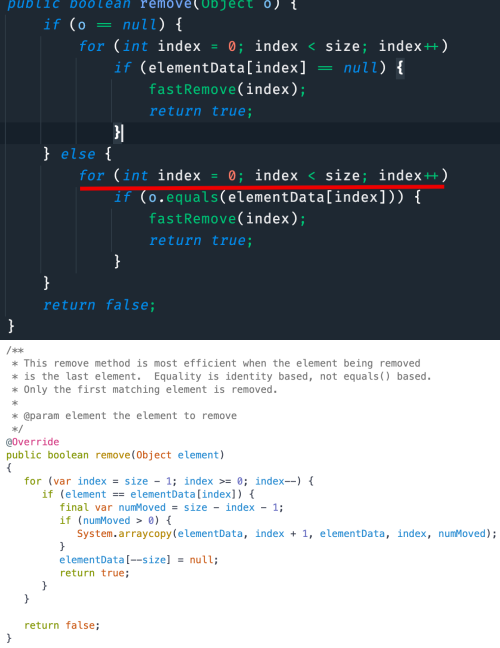 public boolean remove(Object o) {
    if (o == null) {
        for (int index = 0; index < size; index++)
            if (elementData[index] == null) {
                fastRemove(index);
                return true;
            }
    } else {
        for (int index = 0; index < size; index++)
            if (o.equals(elementData[index])) {
                fastRemove(index);
                return true;
            }
    }
    return false;
}
/**
 * This remove method is most efficient when the element being removed
 * is the last element.  Equality is identity based, not equals() based.
 * Only the first matching element is removed.
 *
 * @param element the element to remove
 */
@Override
public boolean remove(Object element)
{
   for (var index = size - 1; index >= 0; index--) {
      if (element == elementData[index]) {
         final var numMoved = size - index - 1;
         if (numMoved > 0) {
            System.arraycopy(elementData, index + 1, elementData, index, numMoved);
         }
         elementData[--size] = null;
         return true;
      }
   }

   return false;
}